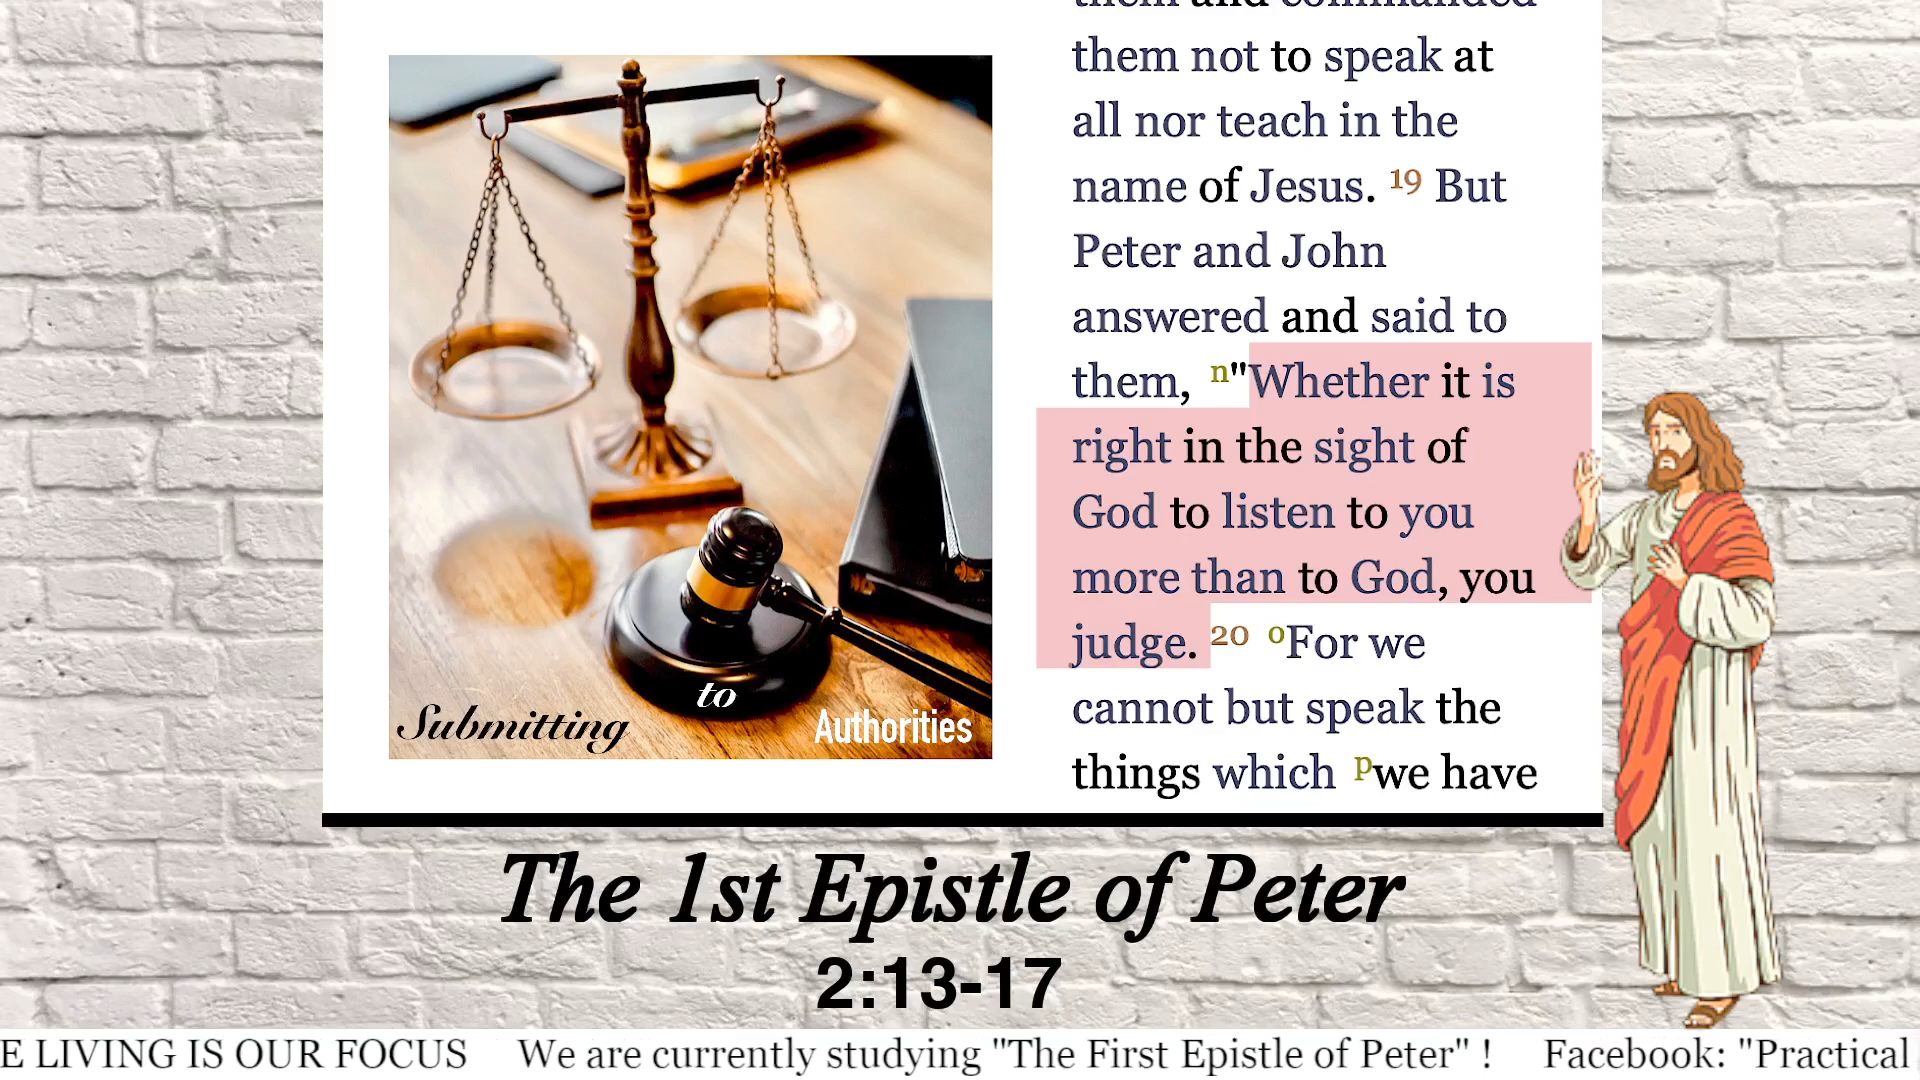 Submitting to Authorities
them and commanded
them not to speak at
all nor teach in the
name of Jesus. 19 But
Peter and John
answered and said to
them, n"Whether it is
right in the sight of
God to listen to you
more than to God, you
judge. 20 oFor we
cannot but speak the
things which pwe have
The 1st Epistle of Peter
2:13-17
E LIVING IS OUR FOCUS We are currently studying "The First Epistle of Peter" ! Facebook: "Practical